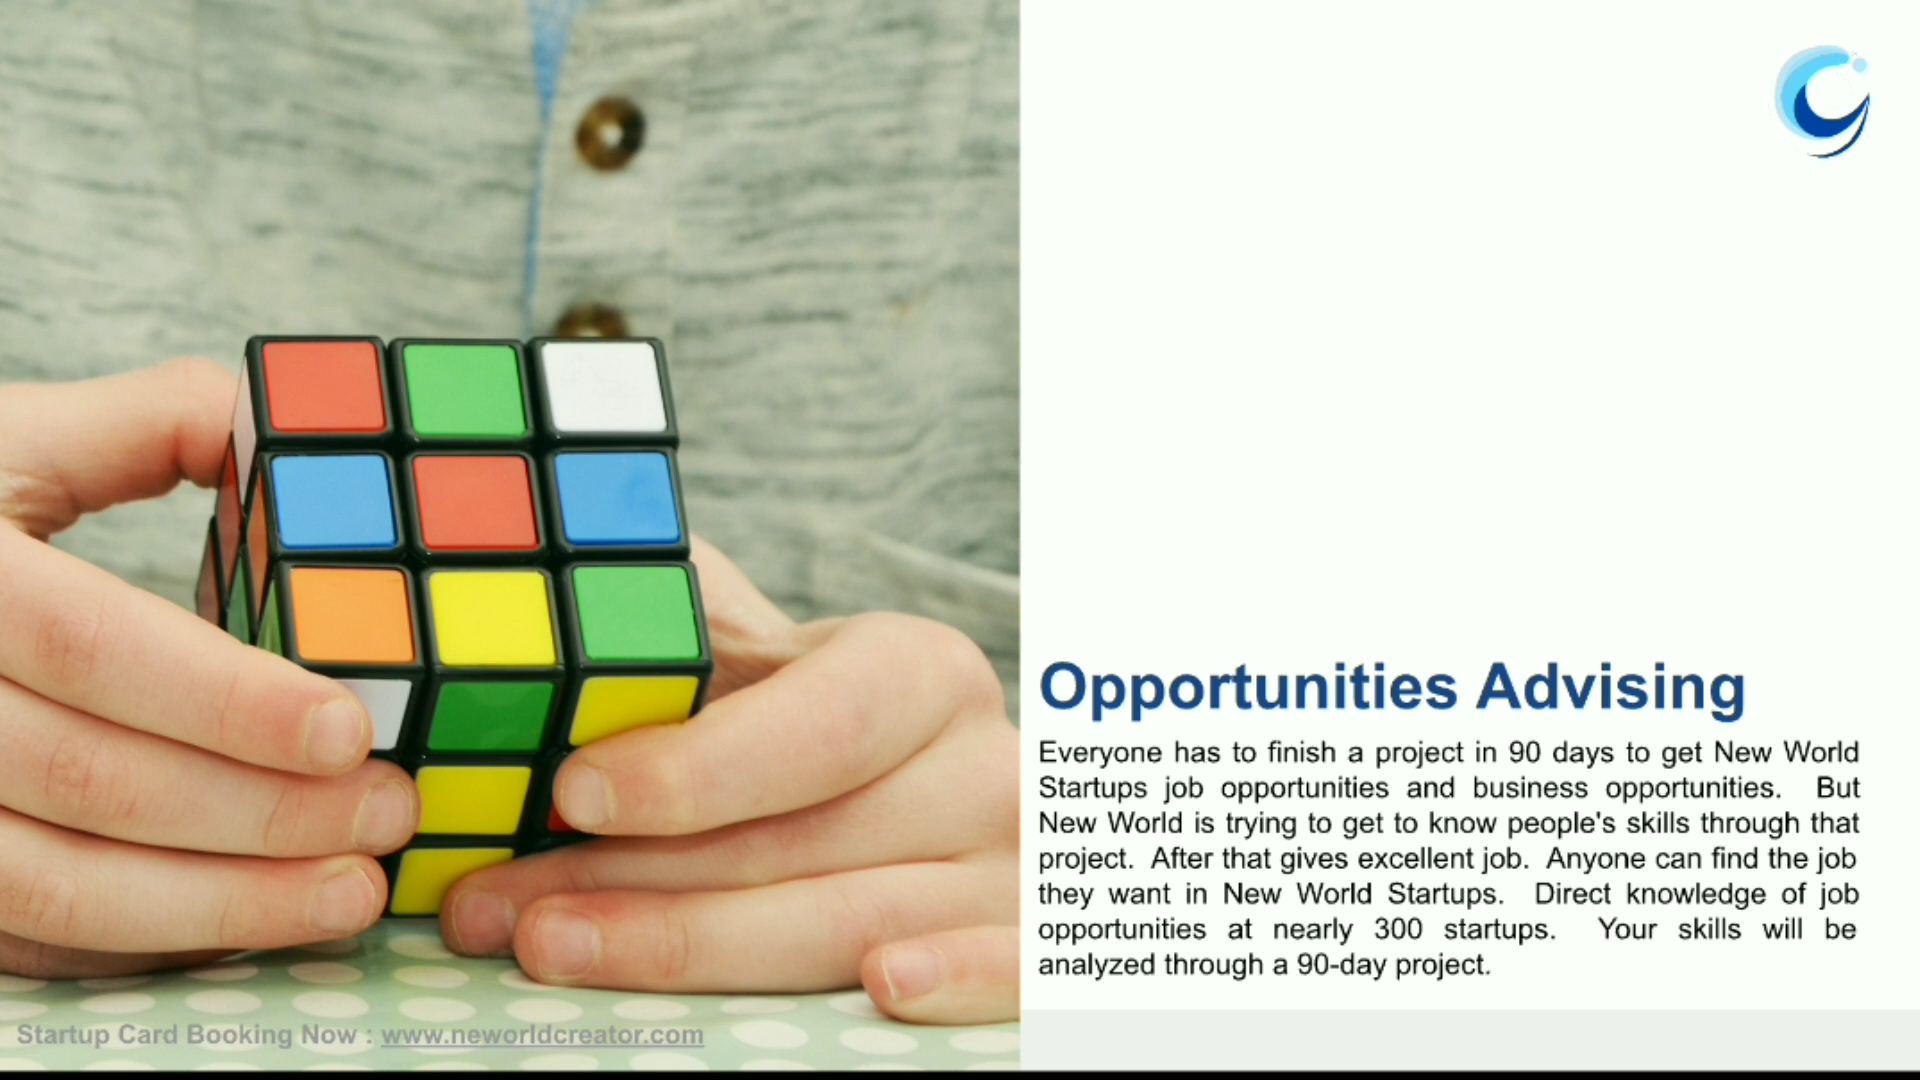 Opportunities Advising
Everyone has to finish a project in 90 days to get New World
Startups job opportunities and business opportunities. But
New World is trying to get to know people's skills through that
project. After that gives excellent job. Anyone can find the job
they want in New World Startups. Direct knowledge of job
opportunities at nearly 300 startups. Your skills will be
analyzed through a 90-day project.
Startup Card Booking Now : www.neworldcreator.com